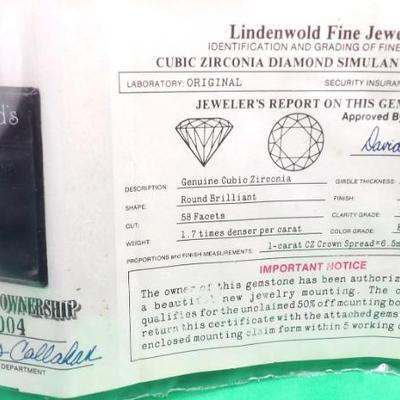 Lindenwold Fine Jewe
IDENTIFICATION AND GRADING OF FINE
CUBIC ZIRCONIA DIAMOND SIMULAN
LABORATORY: ORIGINAL SECURITY INSURAN
JEWELER'S REPORT ON THIS GEM
Approved By
David
DESCRIPTION: Genuine Cubic Zirconia GIRDLE THICKNESS:
SHAPE: Round Brilliant FINISH:
CUT: 58 Facets CLARITY GRADE:
WEIGHT: 1.7 times denser per carat COLOR GRADE:
PROPORTIONS and FINISH MEASUREMENTS: 1-carat CZ Crown Spread=6.5m
IMPORTANT NOTICE
The owner of this gemstone has been authoriz
a beautiful new jewelry mounting. The
qualifies for the unclaimed 50% off mounting bo
return this certificate with the attached gems
enclosed mounting claim form within 5 working
d's
OWNERSHIP
004
Callahan
DEPARTMENT